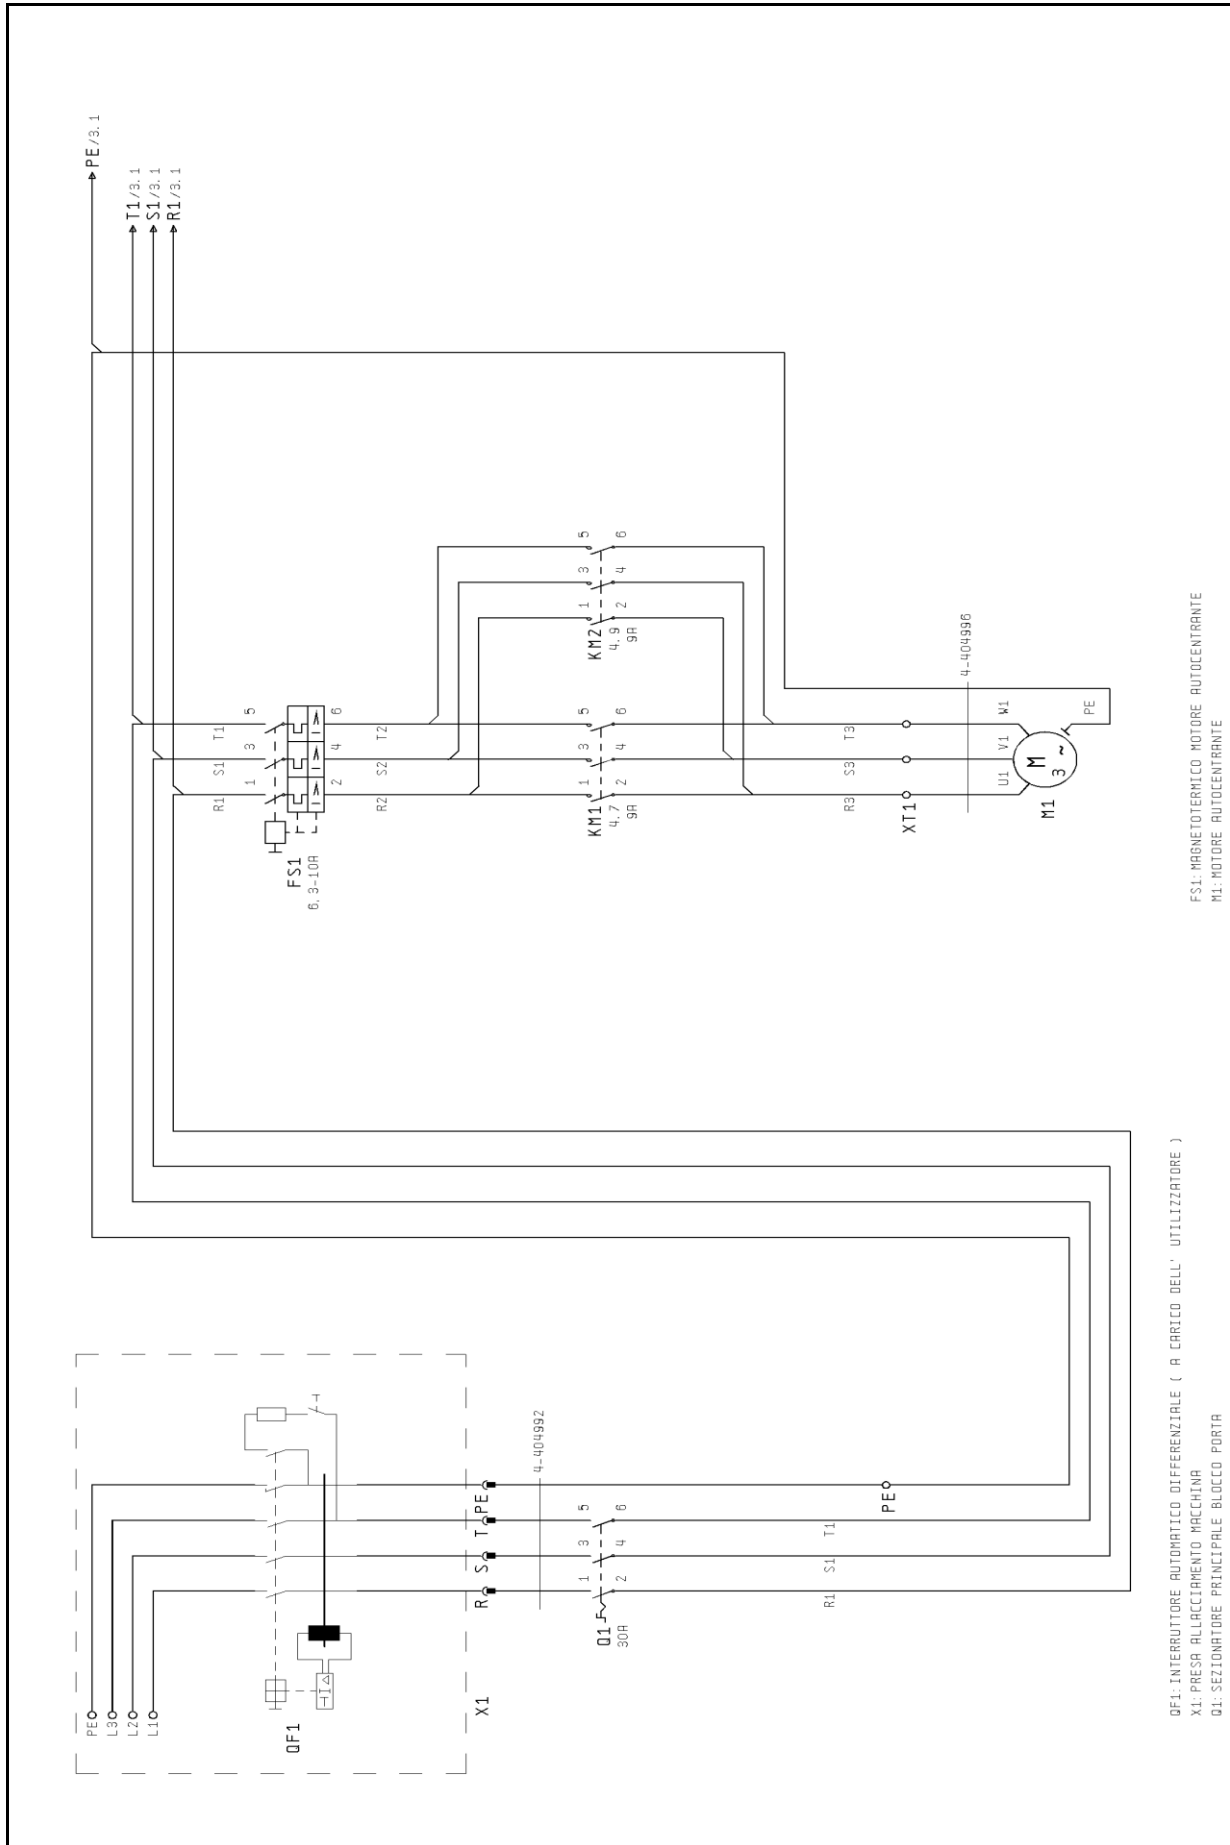 PE/3.1
T1/3.1
S1/3.1
R1/3.1
R1 S1 T1
1 3 5
FS1
6,3-10A
2 4 6
R2 S2 T2
KM1
4.7
9A
1 3 5
2 4 6
KM2
4.9
9A
1 3 5
2 4 6
R3 S3 T3
XT1
4-404996
U1 V1 W1
M
3 ~
M1
PE
FS1: MAGNETOTERMICO MOTORE AUTOCENTRANTE
M1: MOTORE AUTOCENTRANTE
PE
L3
L2
L1
QF1
X1
R S T PE
4-404992
Q1
30A
1 3 5
2 4 6
R1 S1 T1
PE
QF1: INTERRUTTORE AUTOMATICO DIFFERENZIALE ( A CARICO DELL' UTILIZZATORE )
X1: PRESA ALLACCIAMENTO MACCHINA
Q1: SEZIONATORE PRINCIPALE BLOCCO PORTA